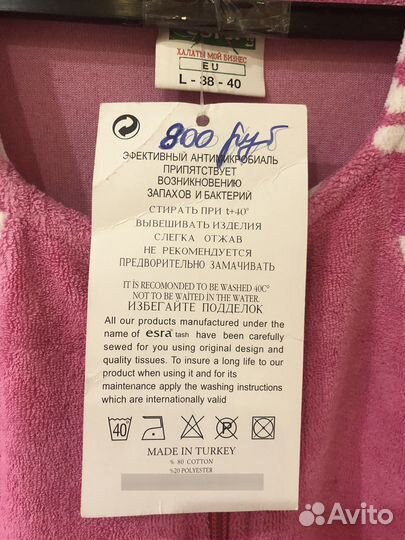 ХАЛАТЫ МОЙ БИЗНЕС
EU
L - 38 - 40
800 руб
ЭФЕКТИВНЫЙ АНТИМИКРОБИАЛЬ
ПРИПЯТСТВУЕТ
ВОЗНИКНОВЕНИЮ
ЗАПАХОВ И БАКТЕРИЙ
СТИРАТЬ ПРИ t+40°
ВЫВЕШИВАТЬ ИЗДЕЛИЯ
СЛЕГКА ОТЖАВ
НЕ РЕКОМЕНДУЕТСЯ
ПРЕДВОРИТЕЛЬНО ЗАМАЧИВАТЬ
IT IS RECOMONDED TO BE WASHED 40C°
NOT TO BE WAITED IN THE WATER.
ИЗБЕГАЙТЕ ПОДДЕЛОК
All our products manufactured under the
name of esra tash have been carefully
sewed for you using original design and
quality tissues. To insure a long life to our
product when using it and for its
maintenance apply the washing instructions
which are internationally valid
40
MADE IN TURKEY
% 80 COTTON
%20 POLYESTER
Avito